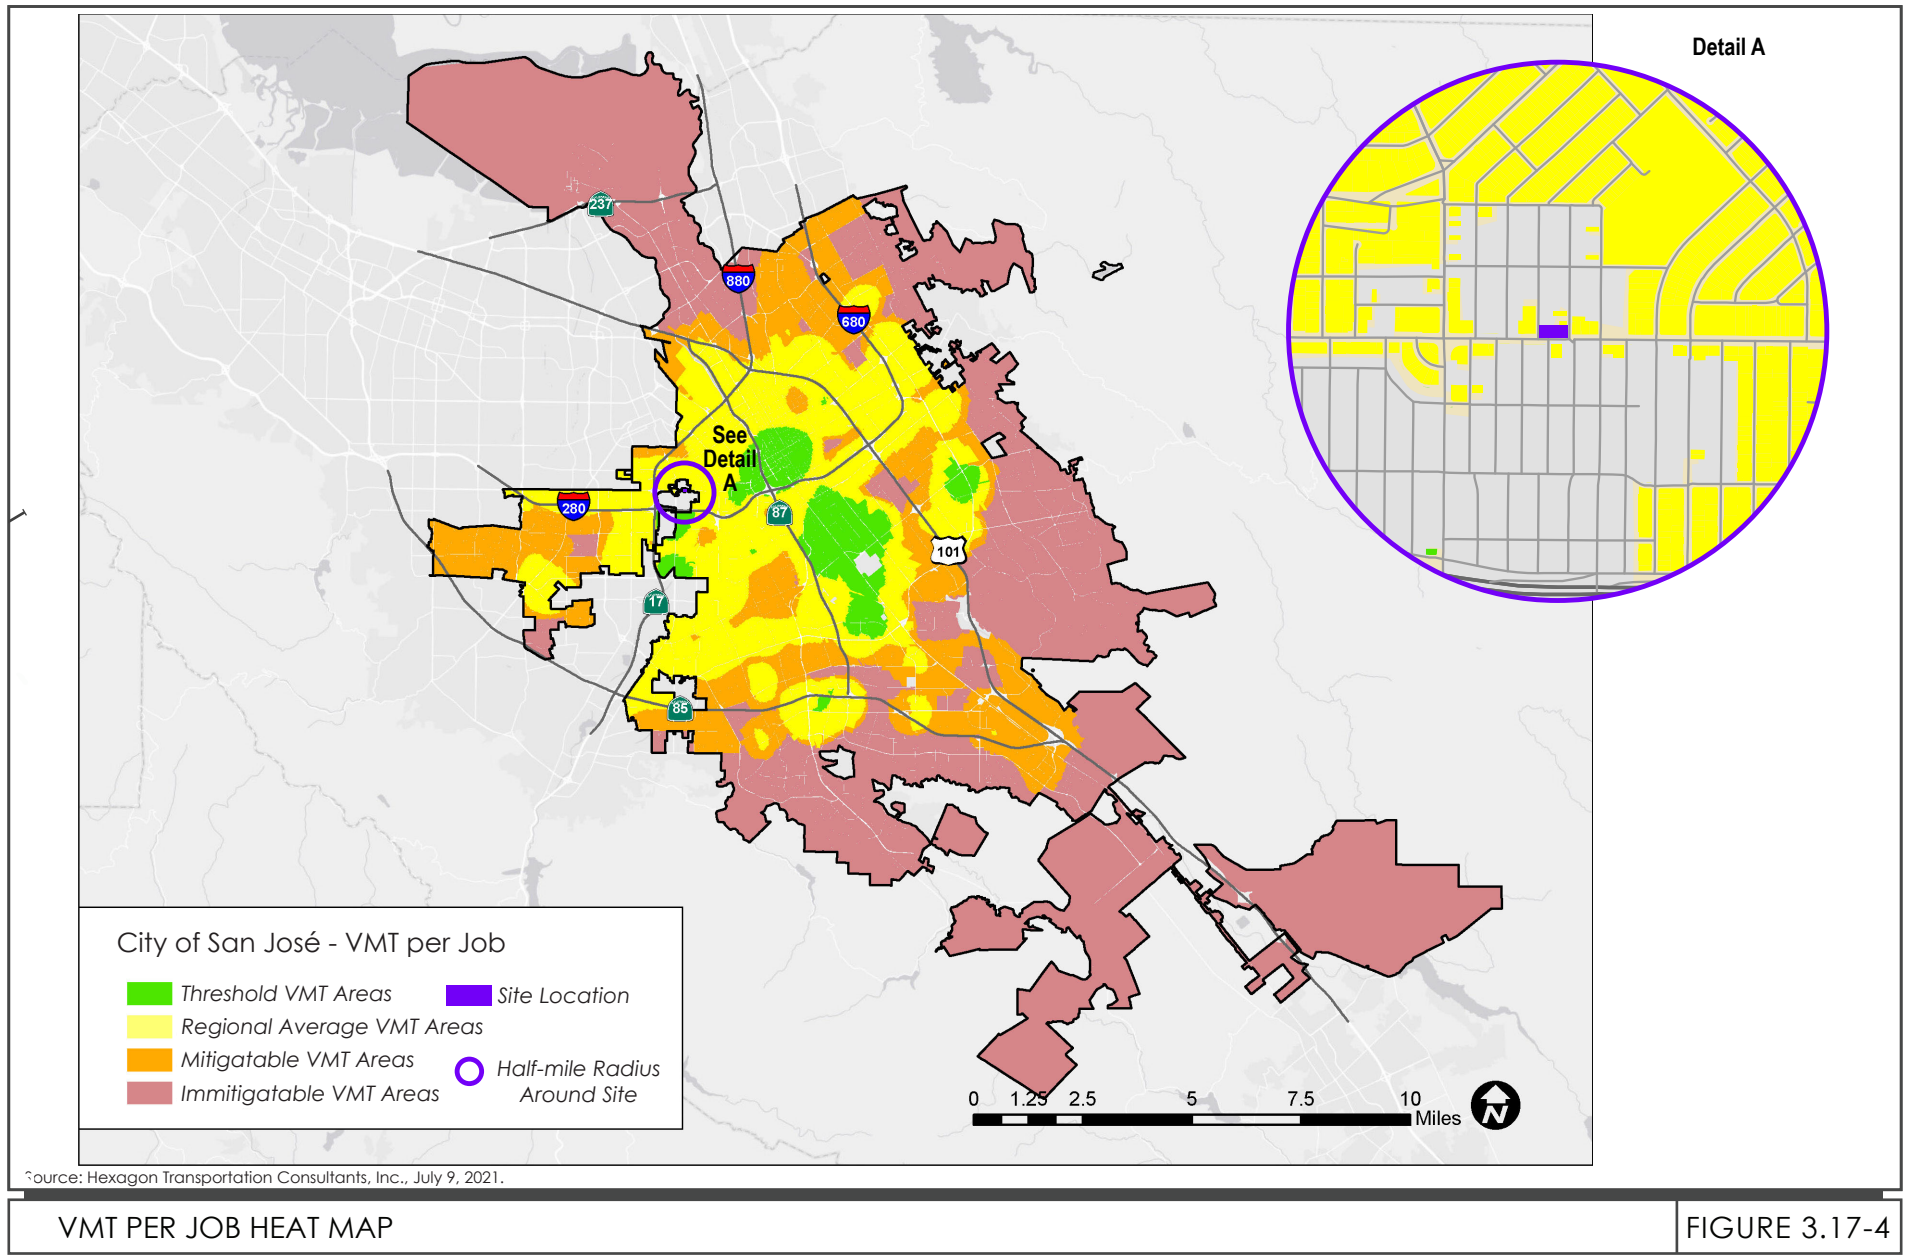 Detail A
237
880
680
See
Detail
A
280
87
101
17
85
City of San José - VMT per Job
Threshold VMT Areas
Site Location
Regional Average VMT Areas
Mitigatable VMT Areas
Half-mile Radius
Around Site
Immitigatable VMT Areas
0 1.25 2.5 5 7.5 10
Miles
N
Source: Hexagon Transportation Consultants, Inc., July 9, 2021.
VMT PER JOB HEAT MAP
FIGURE 3.17-4